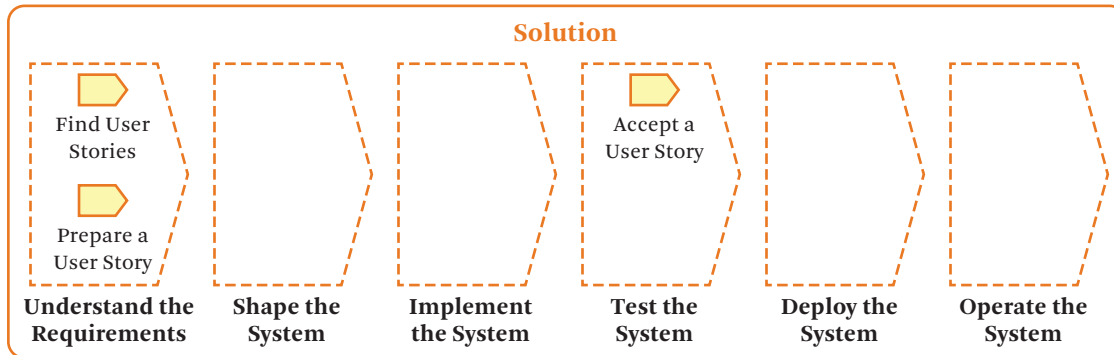 Solution
Find User
Stories
Prepare a
User Story
Accept a
User Story
Understand the
Requirements
Shape the
System
Implement
the System
Test the
System
Deploy the
System
Operate the
System